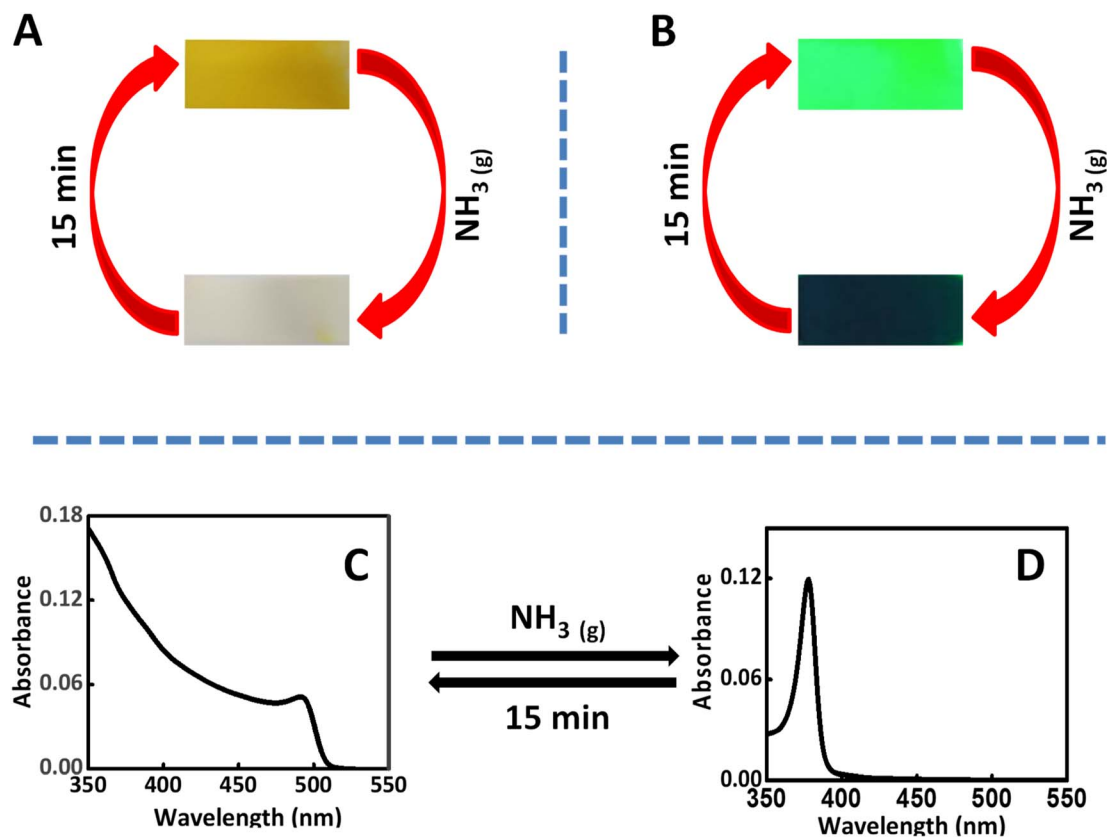 A
15 min
NH3 (g)
B
15 min
NH3 (g)
0.18
0.12
0.06
0.00
Absorbance
350 400 450 500 550
Wavelength (nm)
C
NH3 (g)
15 min
0.12
0.06
0.00
Absorbance
350 400 450 500 550
Wavelength (nm)
D